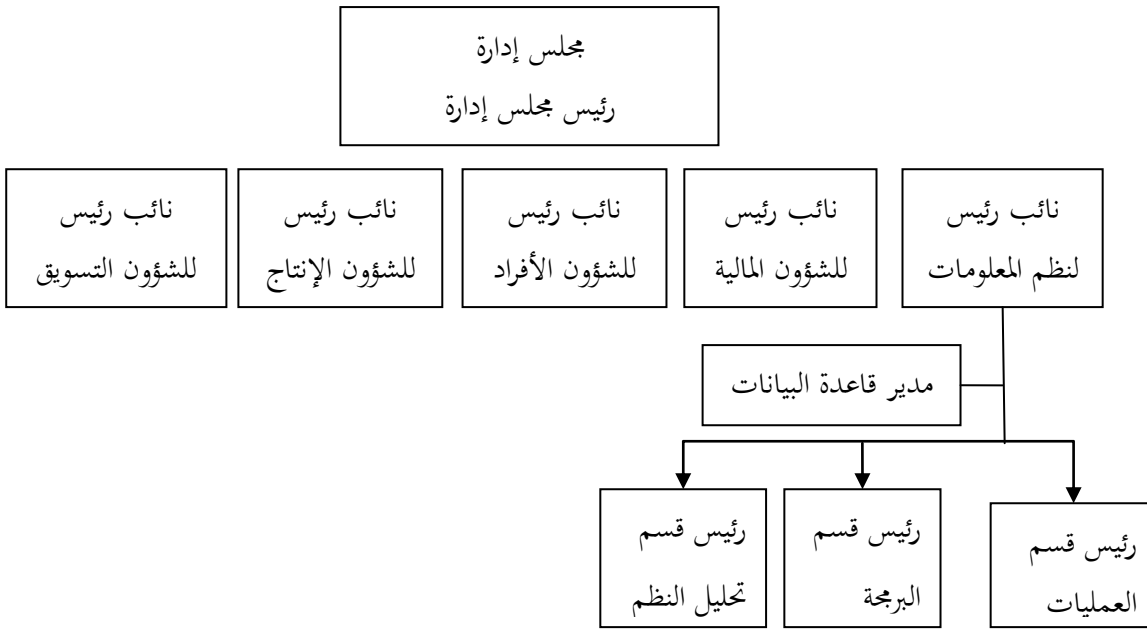 مجلس إدارة
رئيس مجلس إدارة
نائب رئيس
لنظم المعلومات
نائب رئيس
للشؤون المالية
نائب رئيس
للشؤون الأفراد
نائب رئيس
للشؤون الإنتاج
نائب رئيس
للشؤون التسويق
مدير قاعدة البيانات
رئيس قسم
العمليات
رئيس قسم
البرمجة
رئيس قسم
تحليل النظم